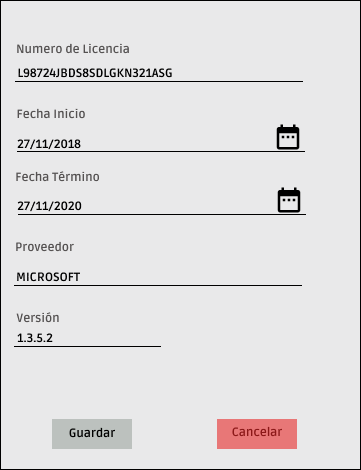 Numero de Licencia
L98724JBDS8SDLGKN321ASG
Fecha Inicio
27/11/2018
Fecha Término
27/11/2020
Proveedor
MICROSOFT
Versión
1.3.5.2
Guardar
Cancelar